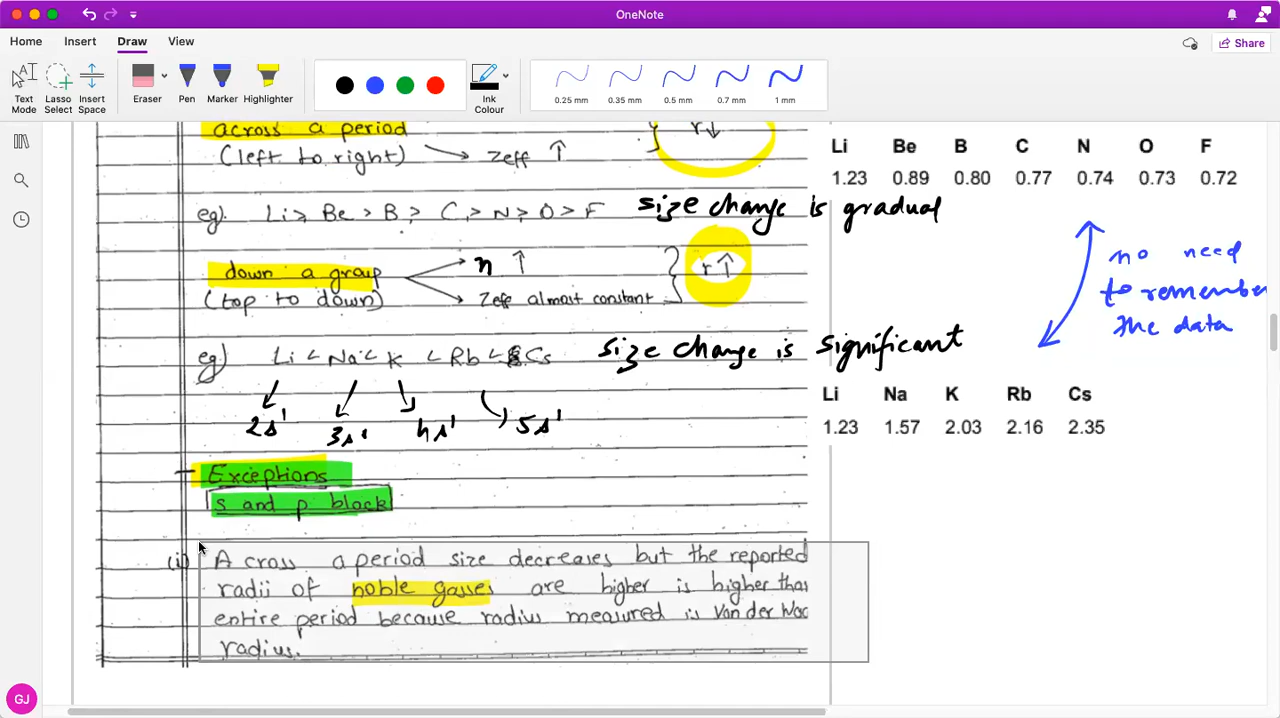 OneNote
Home Insert Draw View
Share
Text Mode
Lasso Select
Insert Space
Eraser
Pen
Marker
Highlighter
Ink Colour
0.25 mm
0.35 mm
0.5 mm
0.7 mm
1 mm
across a period
(left to right) → Zeff ↑
r↓
eg). Li > Be > B > C > N > O > F
size change is gradual
down a group
(top to down)
n ↑
Zeff almost constant
r↑
eg) Li < Na < K < Rb < Cs
size change is significant
2s¹ 3s¹ 4s¹ 5s¹
Exceptions
s and p block
(i) Across a period size decreases but the reported
radii of noble gasses are higher is higher than
entire period because radius measured is Van der Waa
radius.
Li Be B C N O F
1.23 0.89 0.80 0.77 0.74 0.73 0.72
no need
to remember
the data
Li Na K Rb Cs
1.23 1.57 2.03 2.16 2.35
GJ